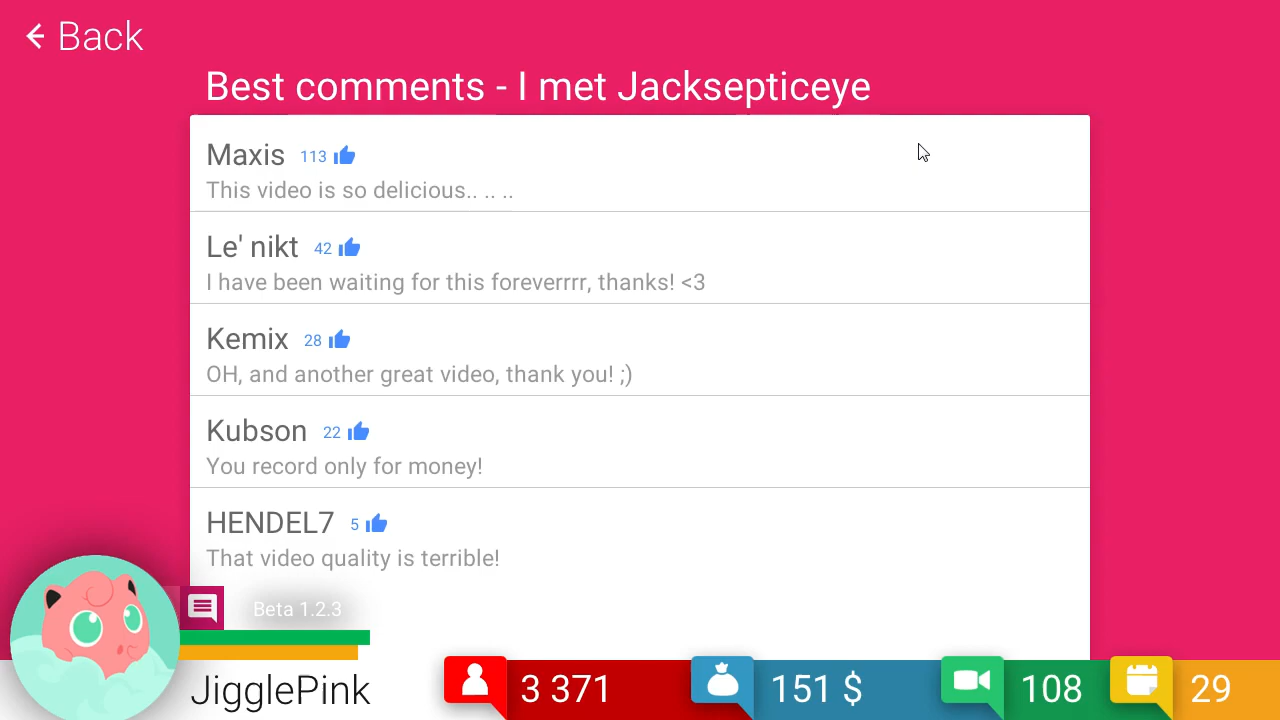 Back
Best comments - I met Jacksepticeye
Maxis 113
This video is so delicious.. .. ..
Le' nikt 42
I have been waiting for this foreverrrr, thanks! <3
Kemix 28
OH, and another great video, thank you! ;)
Kubson 22
You record only for money!
HENDEL7 5
That video quality is terrible!
Beta 1.2.3
JigglePink 3 371 151 $ 108 29